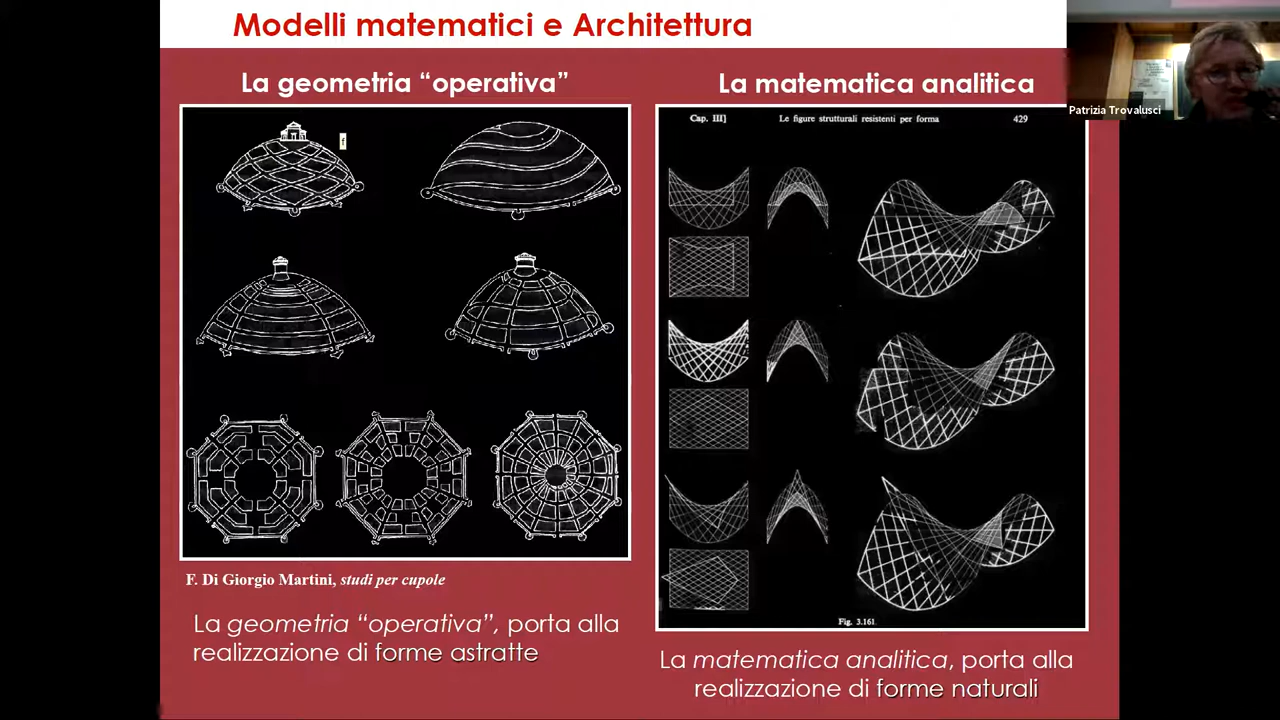 Modelli matematici e Architettura
La geometria “operativa”
La matematica analitica
Patrizia Trovalusci
Cap. III]
Le figure strutturali resistenti per forma
429
Fig. 3.161
F. Di Giorgio Martini, studi per cupole
La geometria “operativa”, porta alla
realizzazione di forme astratte
La matematica analitica, porta alla
realizzazione di forme naturali